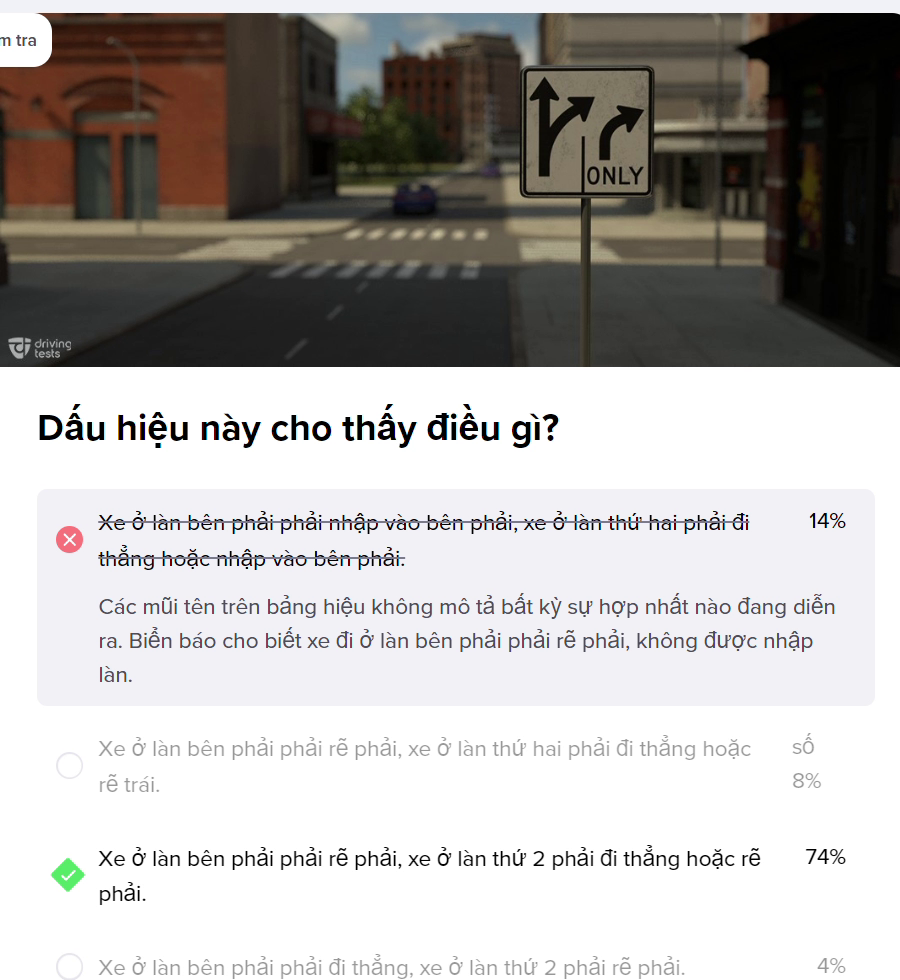 m tra
ONLY
driving
tests
Dấu hiệu này cho thấy điều gì?
Xe ở làn bên phải phải nhập vào bên phải, xe ở làn thứ hai phải đi
14%
thẳng hoặc nhập vào bên phải.
Các mũi tên trên bảng hiệu không mô tả bất kỳ sự hợp nhất nào đang diễn
ra. Biển báo cho biết xe đi ở làn bên phải phải rẽ phải, không được nhập
làn.
Xe ở làn bên phải phải rẽ phải, xe ở làn thứ hai phải đi thẳng hoặc
số
rẽ trái.
8%
Xe ở làn bên phải phải rẽ phải, xe ở làn thứ 2 phải đi thẳng hoặc rẽ
74%
phải.
Xe ở làn bên phải phải đi thẳng, xe ở làn thứ 2 phải rẽ phải.
4%